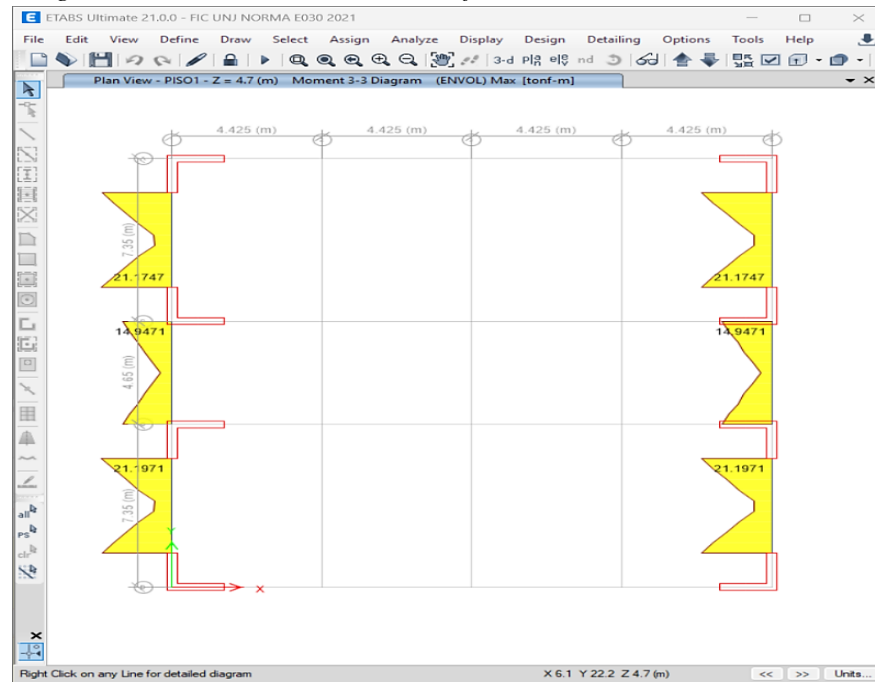 ETABS Ultimate 21.0.0 - FIC UNJ NORMA E030 2021
File Edit View Define Draw Select Assign Analyze Display Design Detailing Options Tools Help
3-d nd
Plan View - PISO1 - Z = 4.7 (m) Moment 3-3 Diagram (ENVOL) Max [tonf-m]
4.425 (m) 4.425 (m) 4.425 (m) 4.425 (m)
7.35 (m)
21.1747 21.1747
14.9471 14.9471
4.65 (m)
21.1971 21.1971
7.35 (m)
all
ps
clr
Y
X
Right Click on any Line for detailed diagram X 6.1 Y 22.2 Z 4.7 (m) << >> Units...